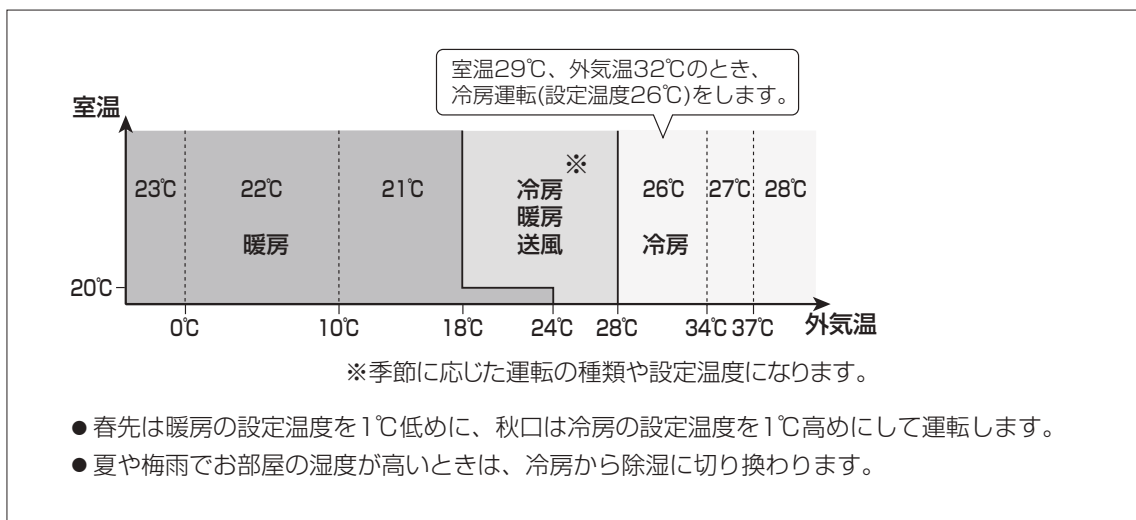 室温29℃、外気温32℃のとき、
冷房運転(設定温度26℃)をします。
室温
※
23℃ 22℃ 21℃ 冷房 26℃ 27℃ 28℃
暖房
暖房 送風 冷房
20℃
0℃ 10℃ 18℃ 24℃ 28℃ 34℃ 37℃ 外気温
※季節に応じた運転の種類や設定温度になります。
●春先は暖房の設定温度を1℃低めに、秋口は冷房の設定温度を1℃高めにして運転します。
●夏や梅雨でお部屋の湿度が高いときは、冷房から除湿に切り換わります。